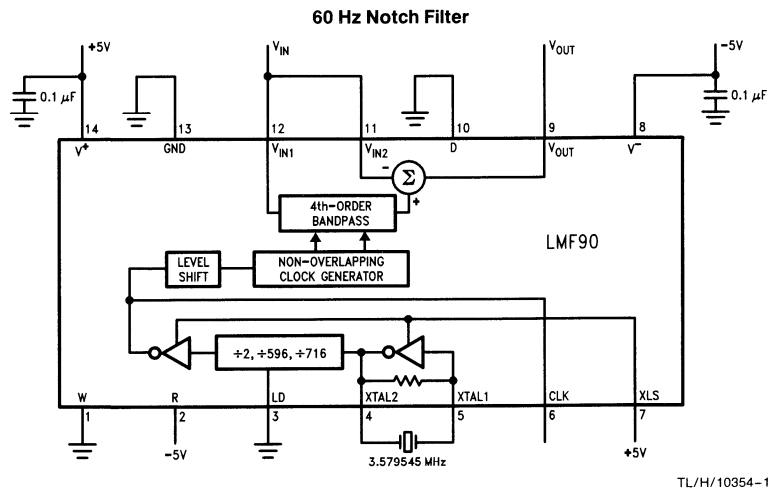 60 Hz Notch Filter
+5V
V_IN
V_OUT
-5V
0.1 μF
0.1 μF
14
13
12
11
10
9
8
V+
GND
V_IN1
V_IN2
D
V_OUT
V-
-
Σ
+
4th-ORDER
BANDPASS
LMF90
LEVEL
SHIFT
NON-OVERLAPPING
CLOCK GENERATOR
÷2, ÷596, ÷716
W
R
LD
XTAL2
XTAL1
CLK
XLS
1
2
3
4
5
6
7
-5V
3.579545 MHz
+5V
TL/H/10354-1